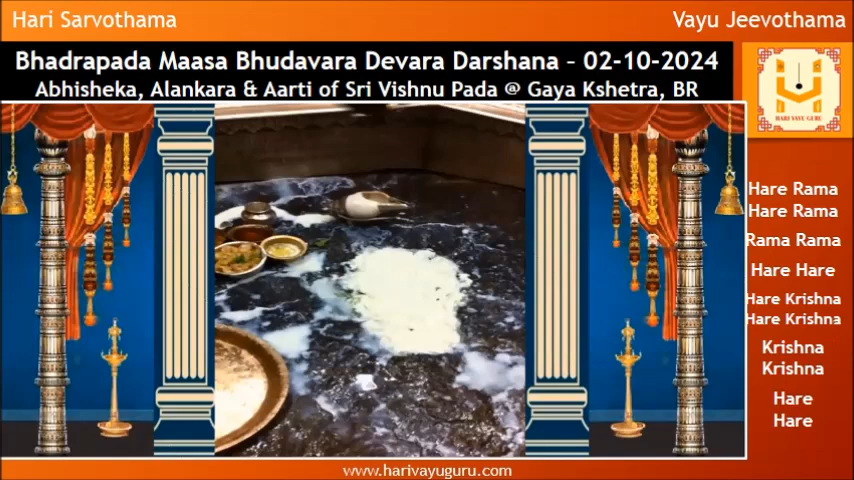 Hari Sarvothama
Vayu Jeevothama
Bhadrapada Maasa Bhudavara Devara Darshana – 02-10-2024
Abhisheka, Alankara & Aarti of Sri Vishnu Pada @ Gaya Kshetra, BR
HARI VAYU GURU
Hare Rama
Hare Rama
Rama Rama
Hare Hare
Hare Krishna
Hare Krishna
Krishna
Krishna
Hare
Hare
www.harivayuguru.com